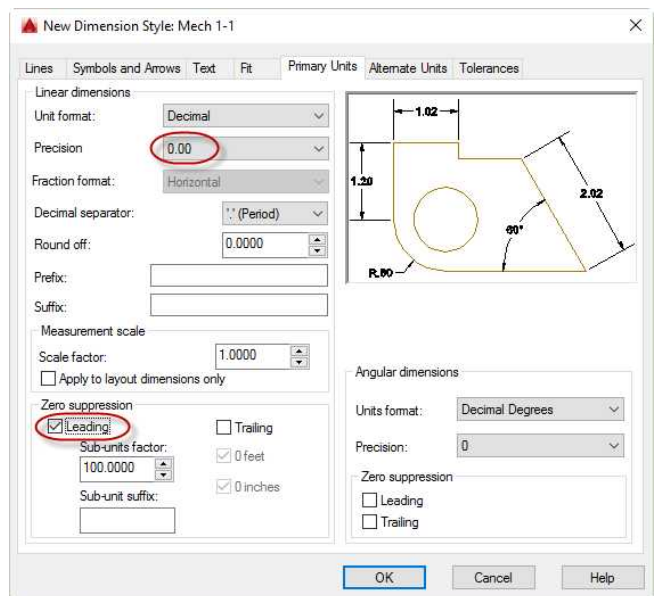 New Dimension Style: Mech 1-1
Lines Symbols and Arrows Text Fit Primary Units Alternate Units Tolerances
Linear dimensions
Unit format: Decimal
Precision 0.00
Fraction format: Horizontal
Decimal separator: '.' (Period)
Round off: 0.0000
Prefix:
Suffix:
Measurement scale
Scale factor: 1.0000
Apply to layout dimensions only
Zero suppression
Leading
Trailing
Sub-units factor:
0 feet
100.0000
0 inches
Sub-unit suffix:
1.02
1.20
2.02
60°
R.80
Angular dimensions
Units format: Decimal Degrees
Precision: 0
Zero suppression
Leading
Trailing
OK Cancel Help